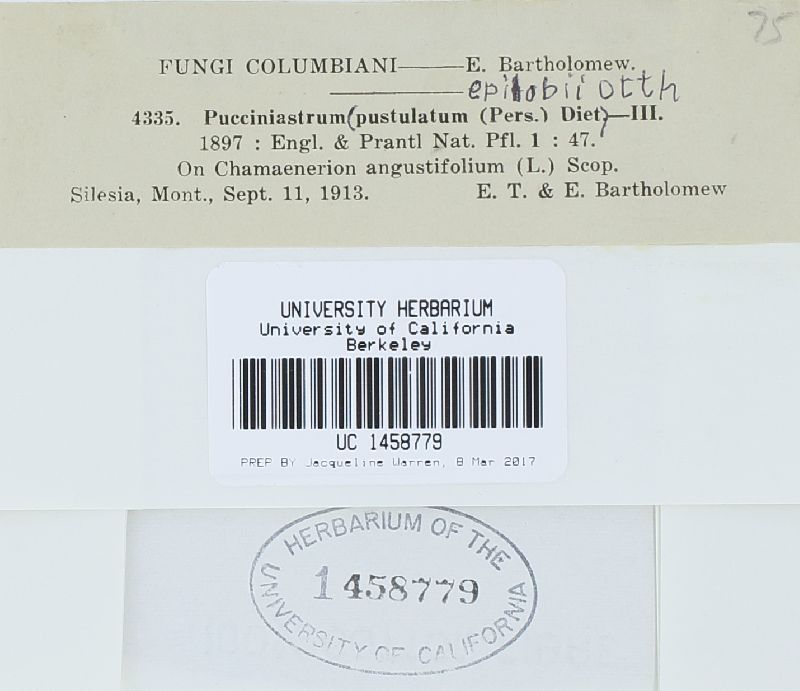 75
FUNGI COLUMBIANI———E. Bartholomew.
epilobii Otth
4335. Pucciniastrum (pustulatum (Pers.) Diet)—III.
1897 : Engl. & Prantl Nat. Pfl. 1 : 47.
On Chamaenerion angustifolium (L.) Scop.
Silesia, Mont., Sept. 11, 1913. E. T. & E. Bartholomew
UNIVERSITY HERBARIUM
University of California
Berkeley
UC 1458779
PREP BY Jacqueline Warren, 8 Mar 2017
HERBARIUM OF THE
1458779
UNIVERSITY OF CALIFORNIA